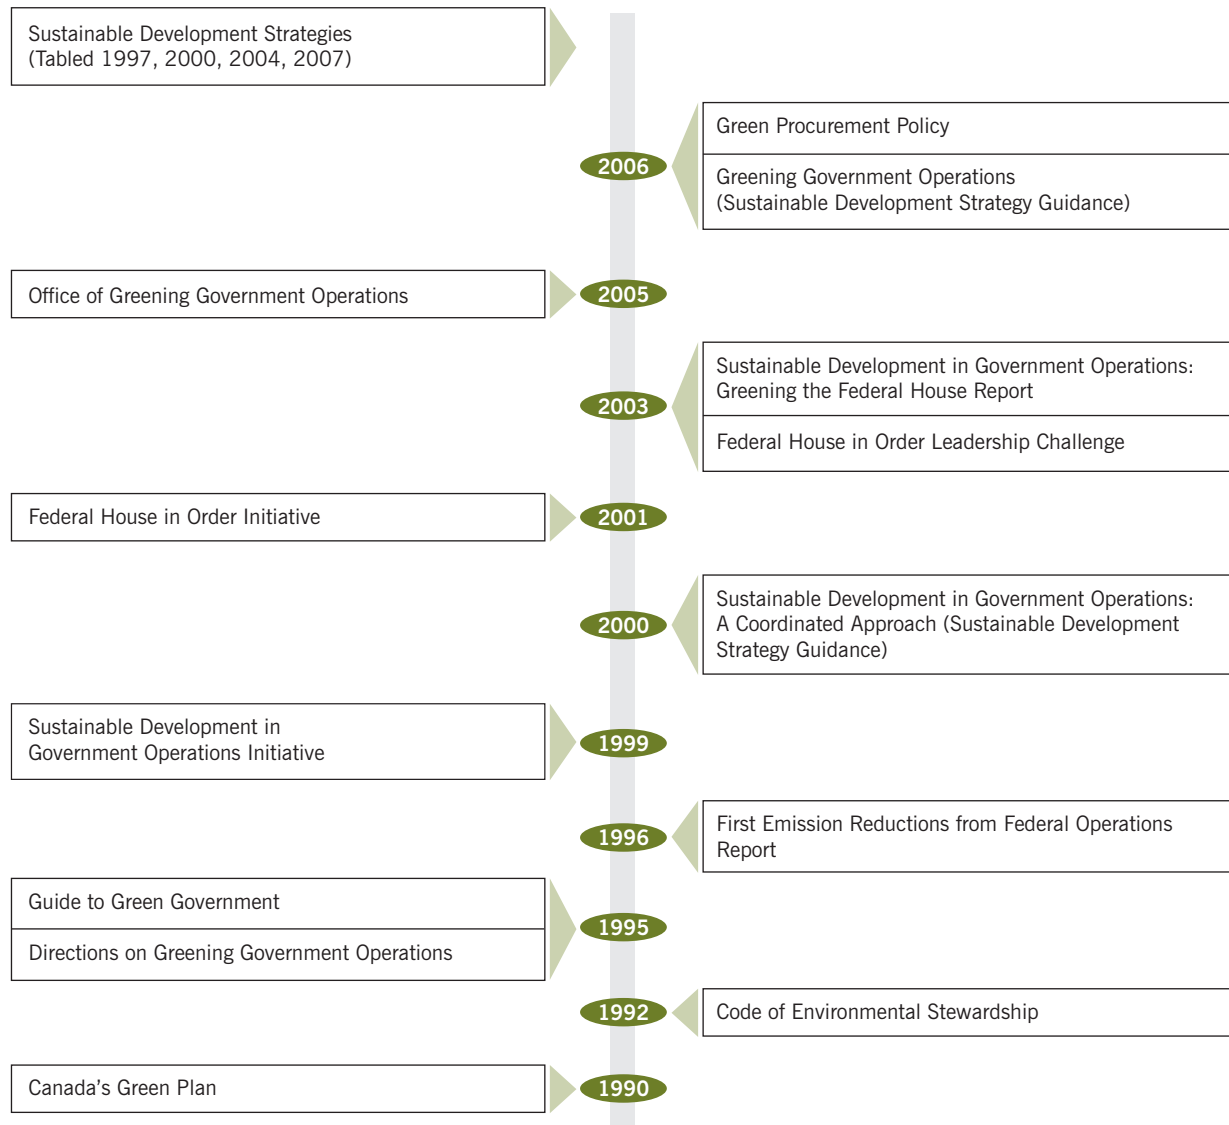 Sustainable Development Strategies
(Tabled 1997, 2000, 2004, 2007)
2006
Green Procurement Policy
Greening Government Operations
(Sustainable Development Strategy Guidance)
Office of Greening Government Operations
2005
2003
Sustainable Development in Government Operations:
Greening the Federal House Report
Federal House in Order Leadership Challenge
Federal House in Order Initiative
2001
2000
Sustainable Development in Government Operations:
A Coordinated Approach (Sustainable Development
Strategy Guidance)
Sustainable Development in
Government Operations Initiative
1999
1996
First Emission Reductions from Federal Operations
Report
Guide to Green Government
Directions on Greening Government Operations
1995
1992
Code of Environmental Stewardship
Canada’s Green Plan
1990